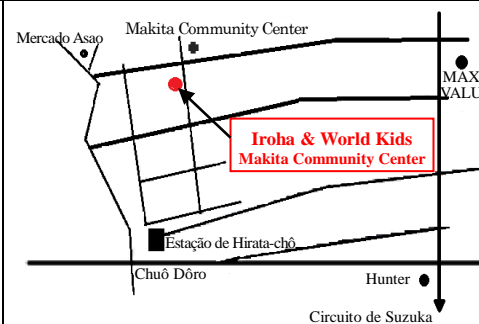 Makita Community Center
Mercado Asao
MAX
VALU
Iroha & World Kids
Makita Community Center
Estação de Hirata-chô
Chuô Dôro
Hunter
Circuito de Suzuka